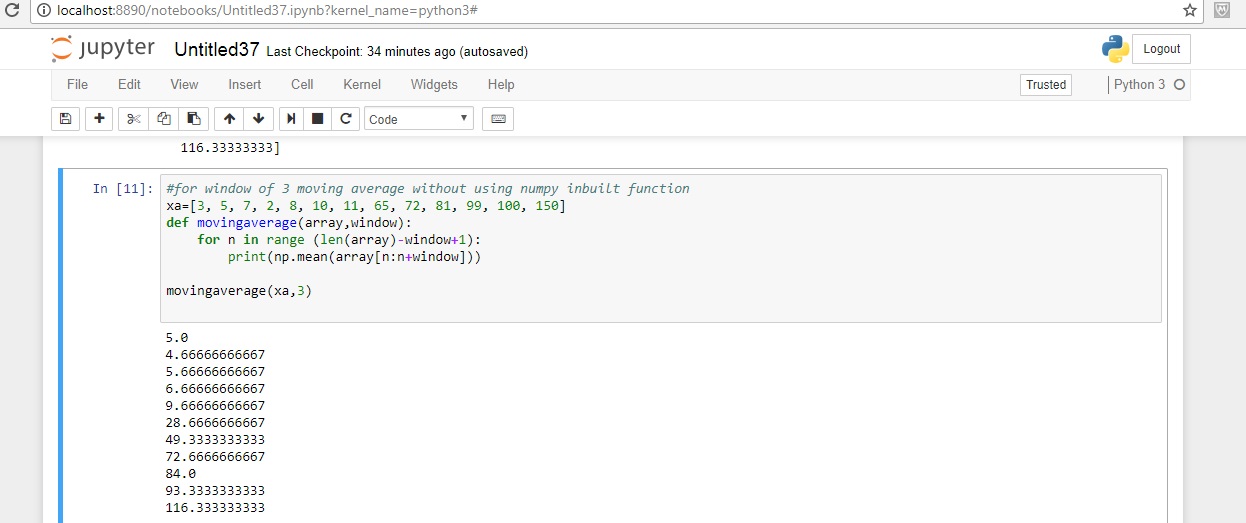 localhost:8890/notebooks/Untitled37.ipynb?kernel_name=python3#
jupyter Untitled37 Last Checkpoint: 34 minutes ago (autosaved)
Logout
File Edit View Insert Cell Kernel Widgets Help
Trusted
Python 3
Code
116.33333333]
In [11]: #for window of 3 moving average without using numpy inbuilt function
xa=[3, 5, 7, 2, 8, 10, 11, 65, 72, 81, 99, 100, 150]
def movingaverage(array,window):
    for n in range (len(array)-window+1):
        print(np.mean(array[n:n+window]))
movingaverage(xa,3)
5.0
4.66666666667
5.66666666667
6.66666666667
9.66666666667
28.6666666667
49.3333333333
72.6666666667
84.0
93.3333333333
116.333333333